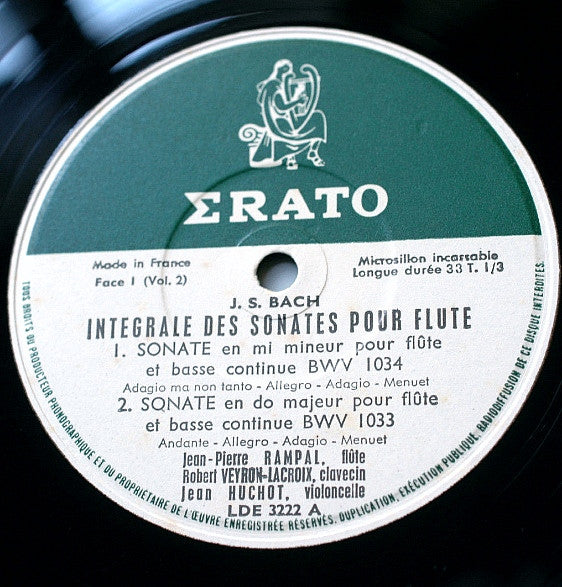 ΣRATO
Made in France
Face 1 (Vol. 2)
Microsillon incassable
Longue durée 33 T. 1/3
J. S. BACH
INTEGRALE DES SONATES POUR FLUTE
1. SONATE en mi mineur pour flûte
et basse continue BWV 1034
Adagio ma non tanto - Allegro - Adagio - Menuet
2. SONATE en do majeur pour flûte
et basse continue BWV 1033
Andante - Allegro - Adagio - Menuet
Jean-Pierre RAMPAL, flûte
Robert VEYRON-LACROIX, clavecin
Jean HUCHOT, violoncelle
LDE 3222 A
TOUS DROITS DU PRODUCTEUR PHONOGRAPHIQUE ET DU PROPRIETAIRE DE L'ŒUVRE ENREGISTRÉE RÉSERVÉS. DUPLICATION, EXÉCUTION PUBLIQUE, RADIODIFFUSION DE CE DISQUE INTERDITES.